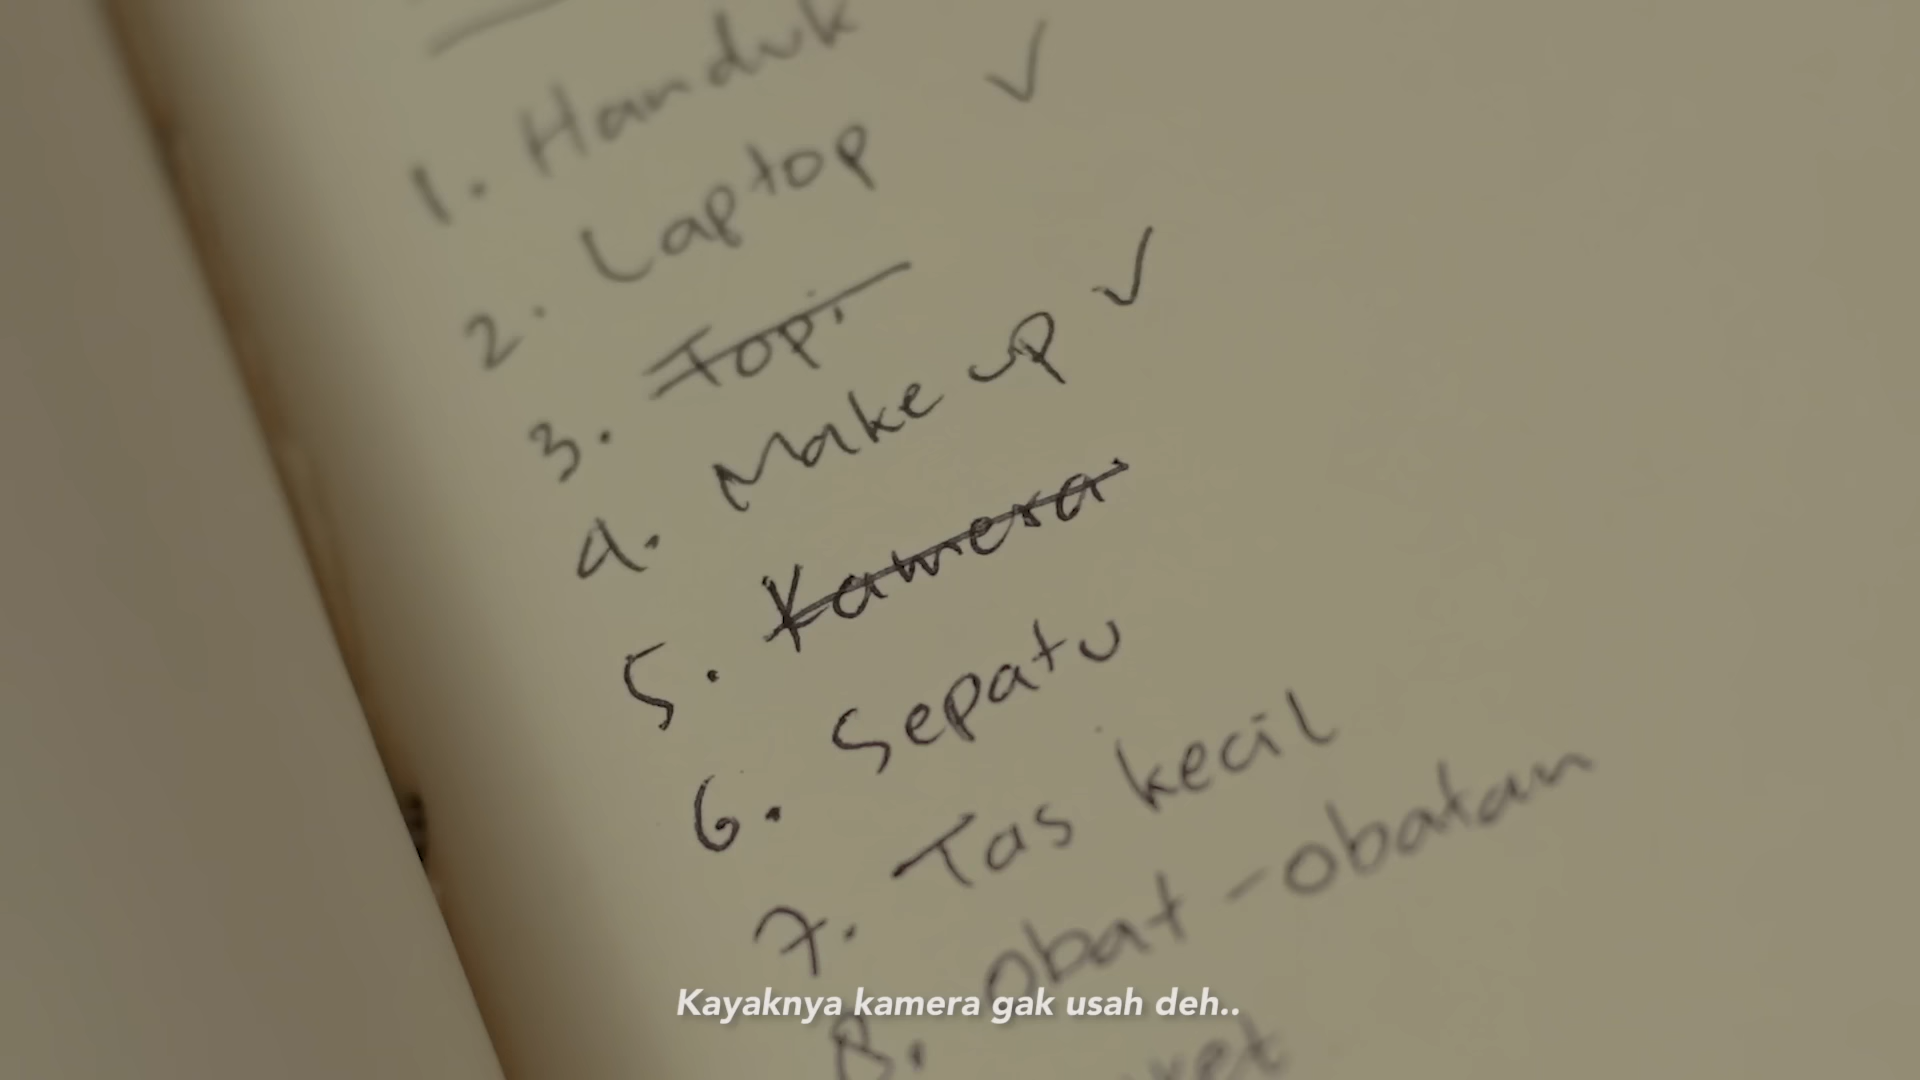 1. Handuk
2. Laptop ✓
3. Topi
4. Make up ✓
5. Kamera
6. Sepatu
7. Tas kecil
8. Obat-obatan
Kayaknya kamera gak usah deh..